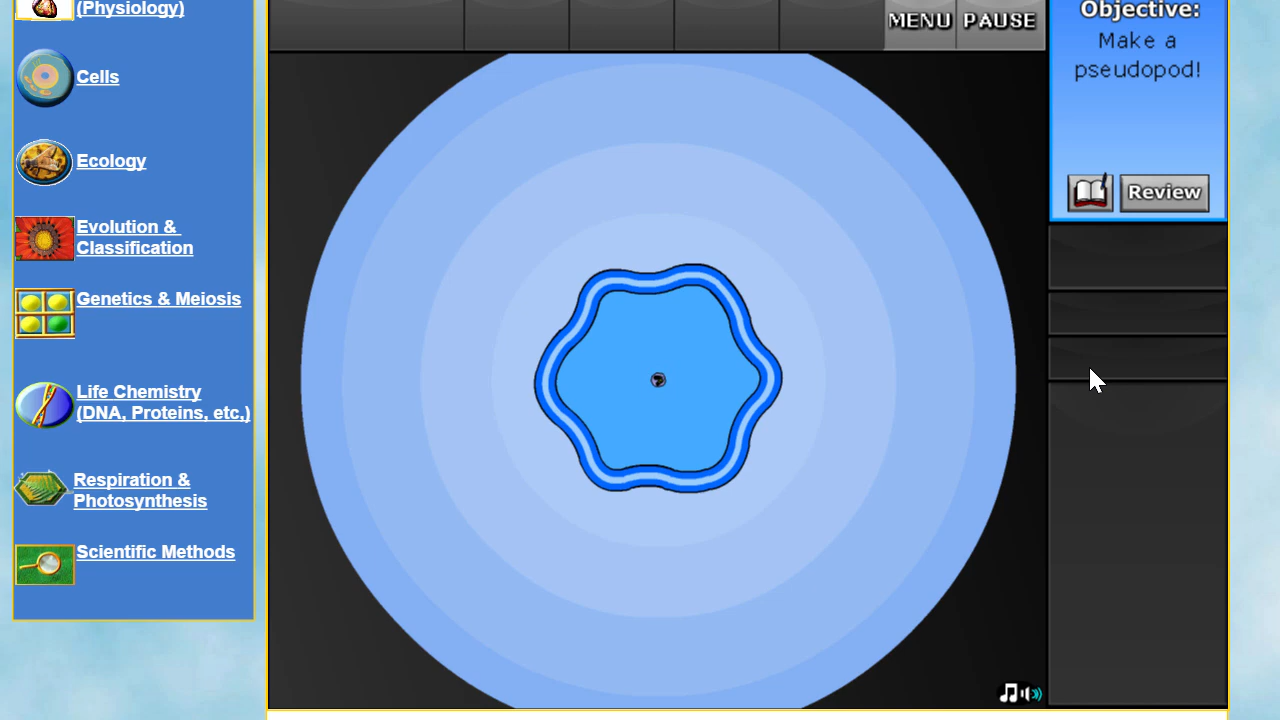 (Physiology)
Cells
Ecology
Evolution &
Classification
Genetics & Meiosis
Life Chemistry
(DNA, Proteins, etc,)
Respiration &
Photosynthesis
Scientific Methods
MENU PAUSE
Objective:
Make a
pseudopod!
Review